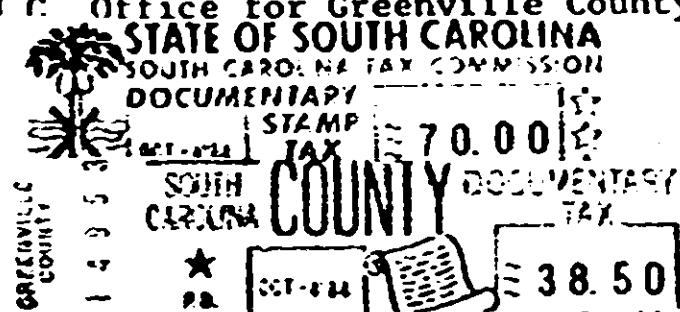 Office for Greenville County
STATE OF SOUTH CAROLINA
SOUTH CAROLINA TAX COMMISSION
DOCUMENTARY
STAMP
TAX
70.00
SOUTH
CAROLINA
COUNTY
DOCUMENTARY
TAX
GREENVILLE
COUNTY
38.50